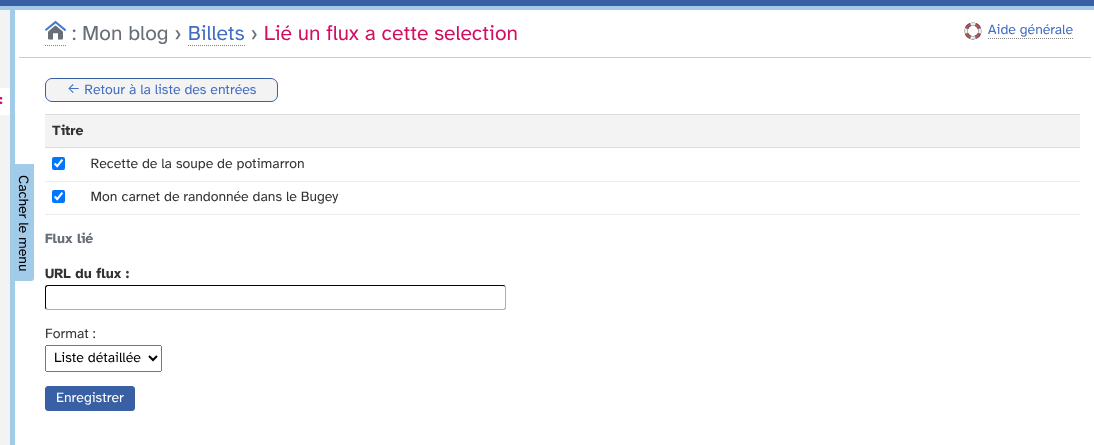 : Mon blog › Billets › Lié un flux a cette selection
Aide générale
← Retour à la liste des entrées
Titre
Recette de la soupe de potimarron
Mon carnet de randonnée dans le Bugey
Cacher le menu
Flux lié
URL du flux :
Format :
Liste détaillée
Enregistrer